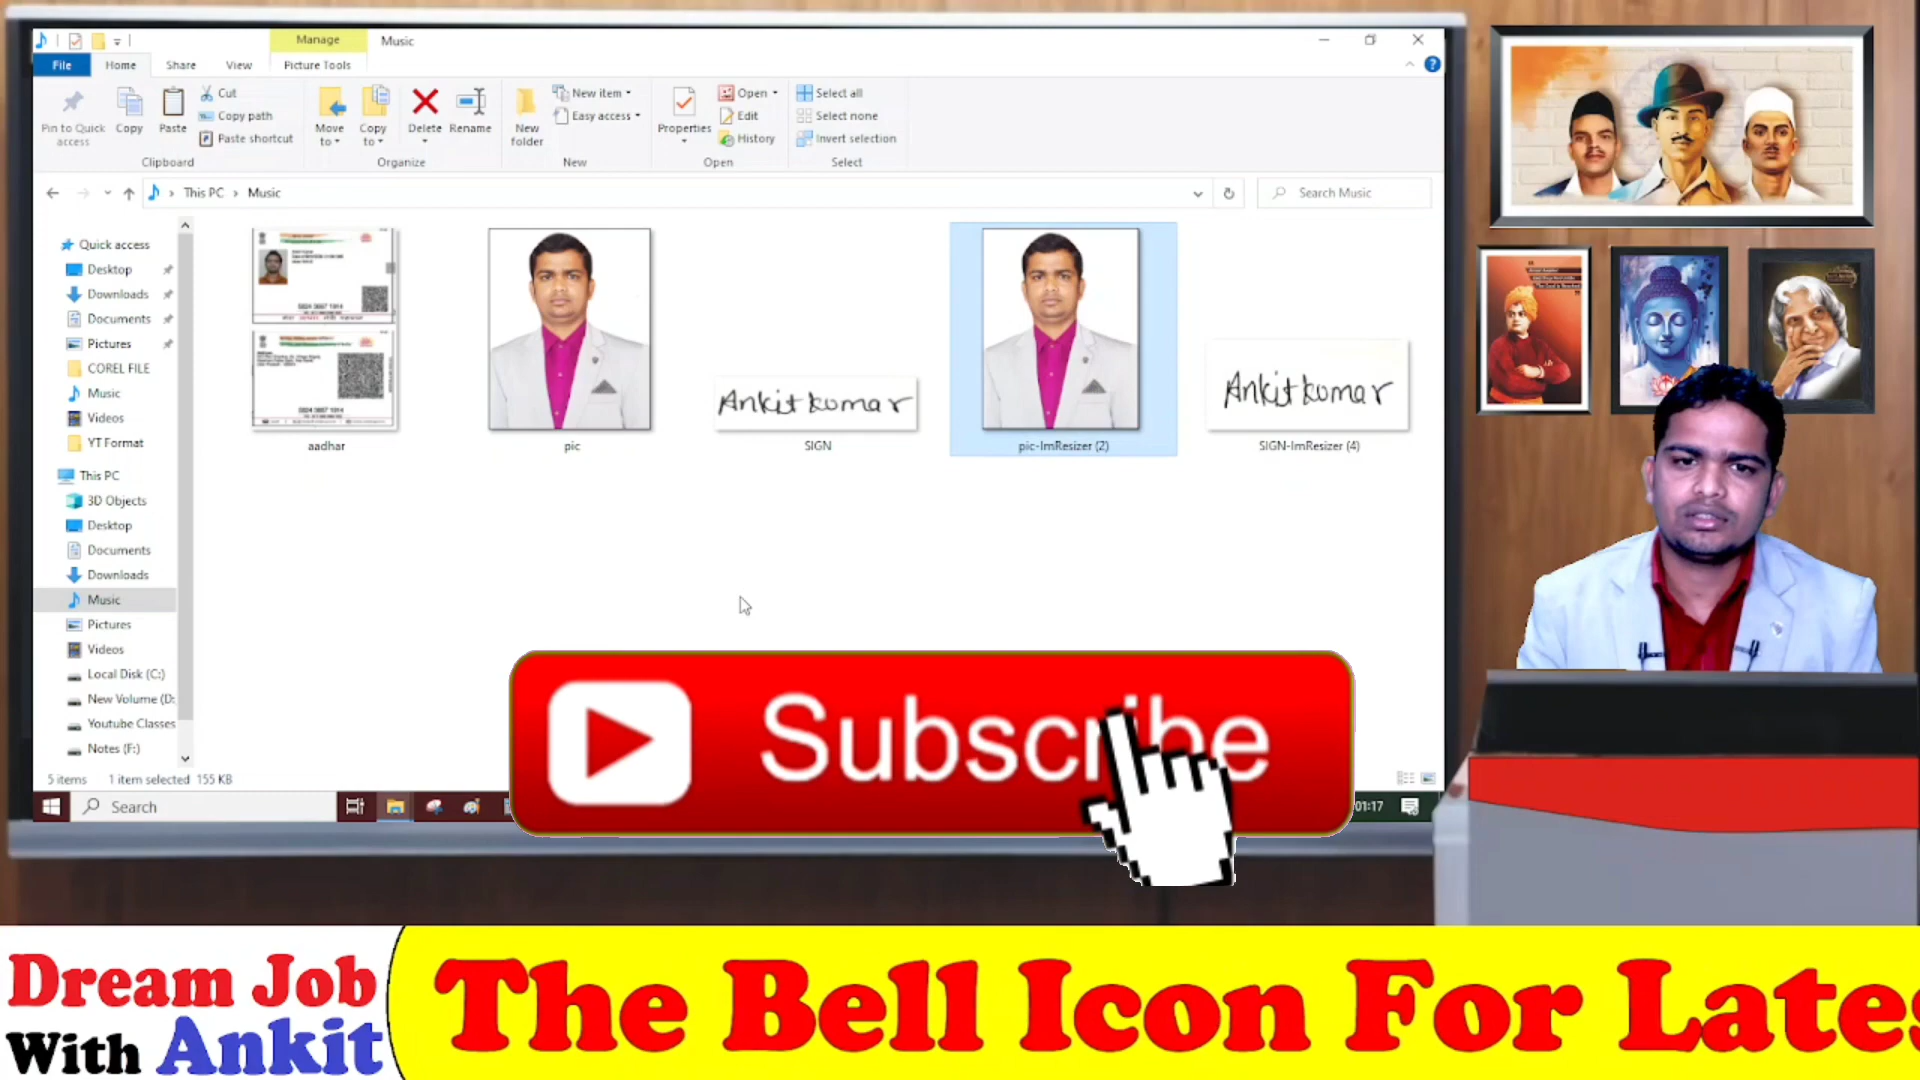 Manage
Music
File
Home
Share
View
Picture Tools
Pin to Quick access
Copy
Paste
Cut
Copy path
Paste shortcut
Clipboard
Move to
Copy to
Delete
Rename
Organize
New folder
New item
Easy access
New
Properties
Open
Edit
History
Open
Select all
Select none
Invert selection
Select
This PC > Music
Search Music
Quick access
Desktop
Downloads
Documents
Pictures
COREL FILE
Music
Videos
YT Format
This PC
3D Objects
Desktop
Documents
Downloads
Music
Pictures
Videos
Local Disk (C:)
New Volume (D:
Youtube Classes
Notes (F:)
aadhar
pic
Ankit kumar
SIGN
pic-ImResizer (2)
Ankit kumar
SIGN-ImResizer (4)
5 items
1 item selected 155 KB
Search
01:17
Subscribe
Dream Job
With Ankit
The Bell Icon For Lates